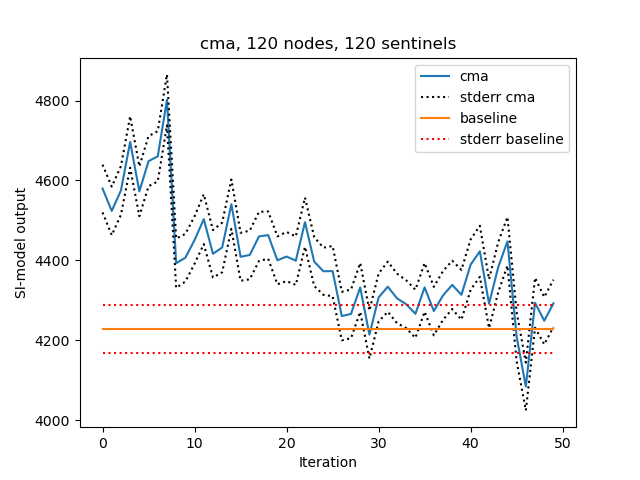 cma, 120 nodes, 120 sentinels
cma
stderr cma
baseline
stderr baseline
SI-model output
4800
4600
4400
4200
4000
0 10 20 30 40 50
Iteration